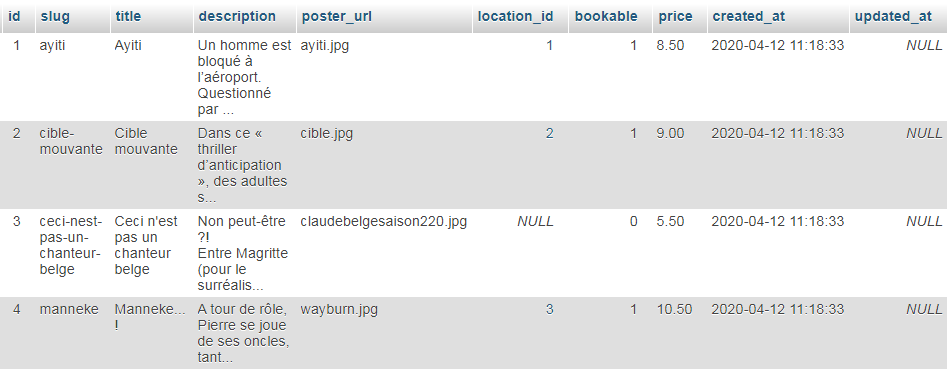 id slug title description poster_url location_id bookable price created_at updated_at
1 ayiti Ayiti Un homme est ayiti.jpg 1 1 8.50 2020-04-12 11:18:33 NULL
bloqué à
l’aéroport.
Questionné
par ...
2 cible- Cible Dans ce « cible.jpg 2 1 9.00 2020-04-12 11:18:33 NULL
mouvante mouvante thriller
d’anticipation
», des adultes
s...
3 ceci-nest- Ceci n'est Non peut-être claudebelgesaison220.jpg NULL 0 5.50 2020-04-12 11:18:33 NULL
pas-un- pas un ?!
chanteur- chanteur Entre Magritte
belge belge (pour le
surréalis...
4 manneke Manneke... A tour de rôle, wayburn.jpg 3 1 10.50 2020-04-12 11:18:33 NULL
! Pierre se joue
de ses oncles,
tant...